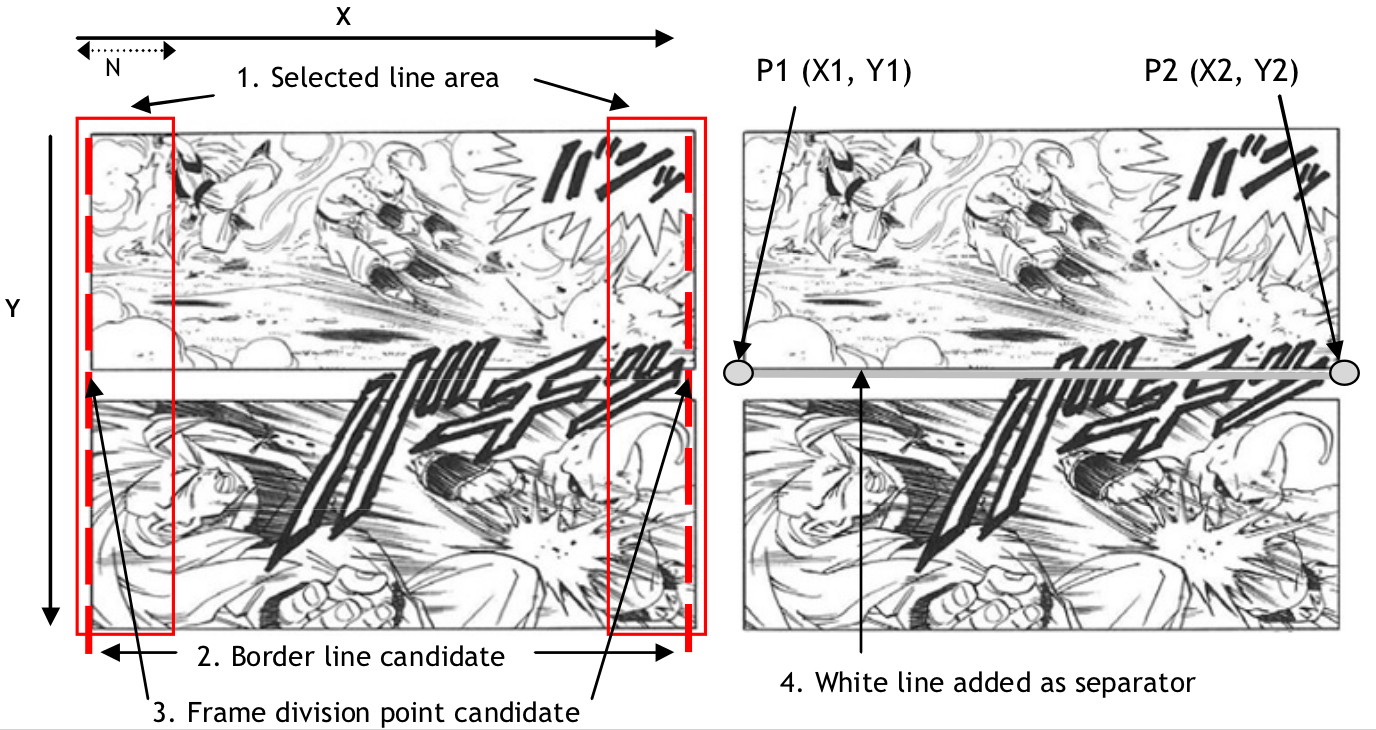 X
N
1. Selected line area
P1 (X1, Y1)
P2 (X2, Y2)
Y
2. Border line candidate
3. Frame division point candidate
4. White line added as separator